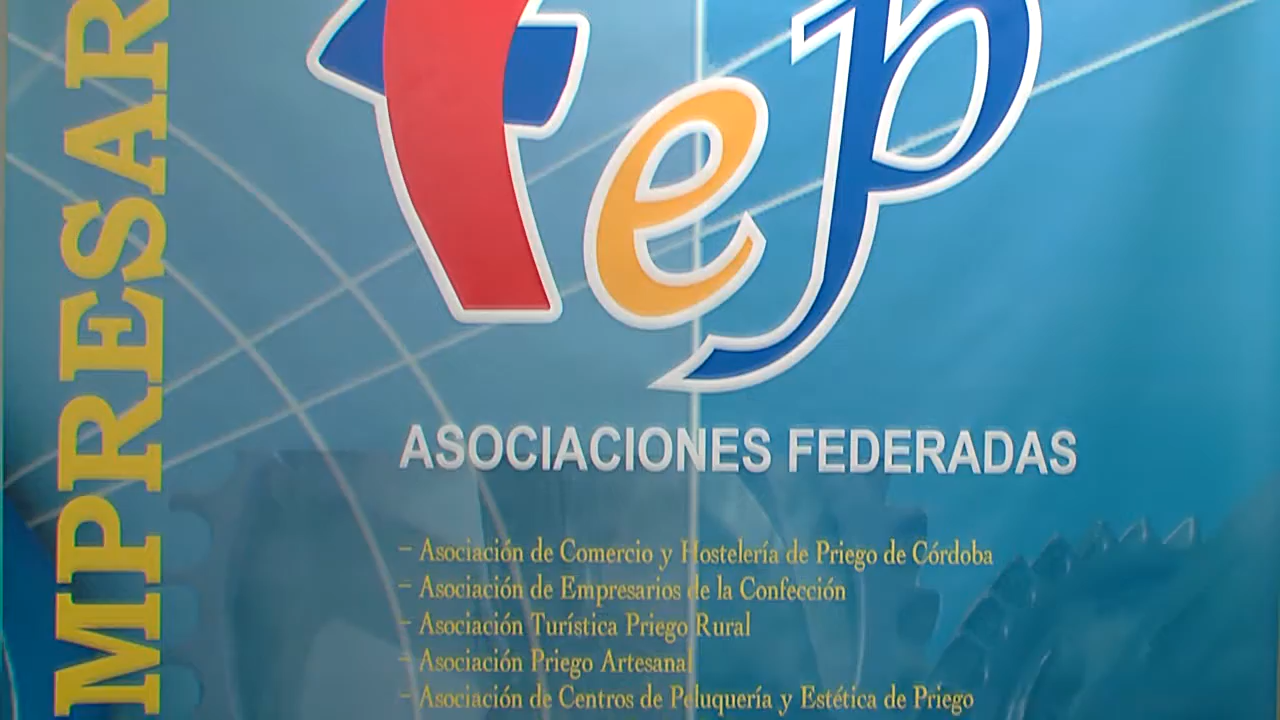 MPRESAR
fep
ASOCIACIONES FEDERADAS
– Asociación de Comercio y Hostelería de Priego de Córdoba
– Asociación de Empresarios de la Confección
– Asociación Turística Priego Rural
– Asociación Priego Artesanal
– Asociación de Centros de Peluquería y Estética de Priego